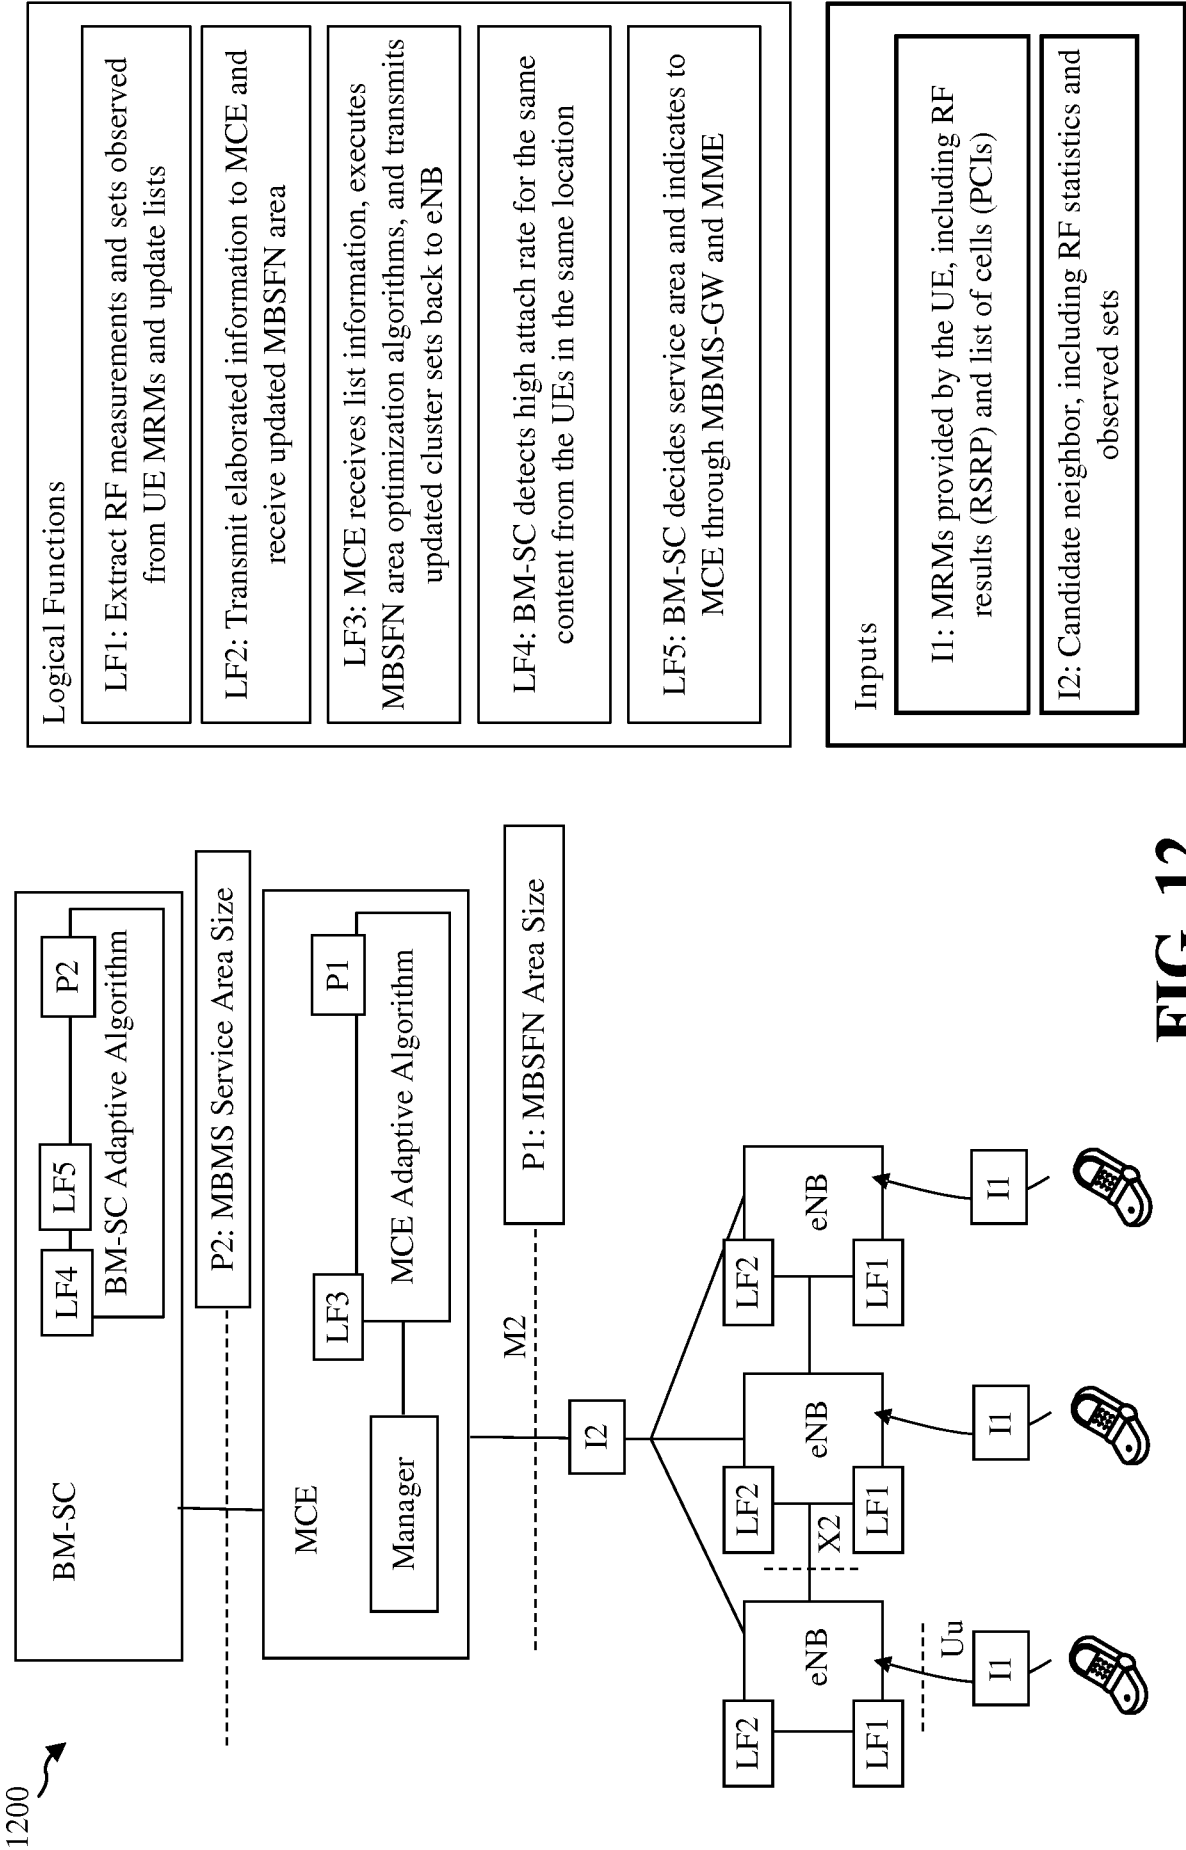 1200
BM-SC
LF4
LF5
P2
BM-SC Adaptive Algorithm
P2: MBMS Service Area Size
MCE
LF3
P1
Manager
MCE Adaptive Algorithm
M2
P1: MBSFN Area Size
I2
LF2
LF2
LF2
eNB
eNB
eNB
X2
LF1
LF1
LF1
Uu
I1
I1
I1
Logical Functions
LF1: Extract RF measurements and sets observed
from UE MRMs and update lists
LF2: Transmit elaborated information to MCE and
receive updated MBSFN area
LF3: MCE receives list information, executes
MBSFN area optimization algorithms, and transmits
updated cluster sets back to eNB
LF4: BM-SC detects high attach rate for the same
content from the UEs in the same location
LF5: BM-SC decides service area and indicates to
MCE through MBMS-GW and MME
Inputs
I1: MRMs provided by the UE, including RF
results (RSRP) and list of cells (PCIs)
I2: Candidate neighbor, including RF statistics and
observed sets
FIG. 12